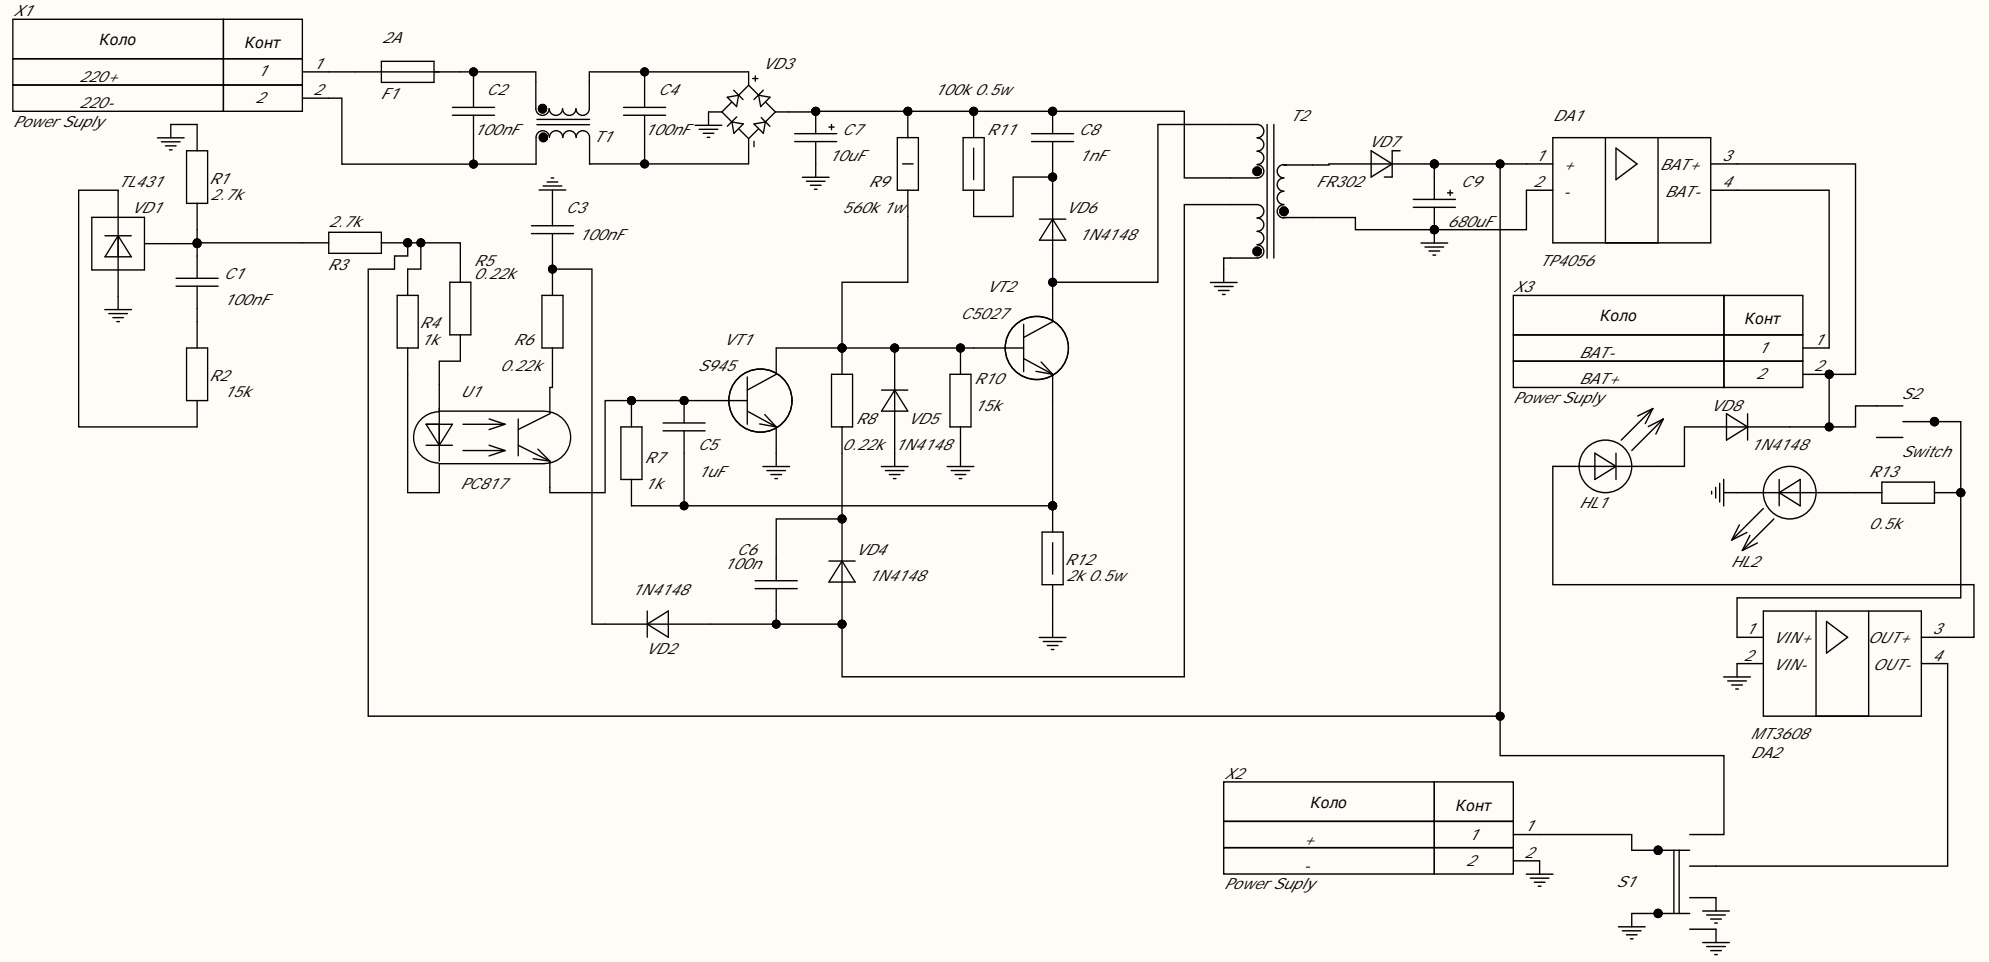 X1
Коло Конт
220+ 1 1
220- 2 2
Power Suply
2A
F1
C2
100nF
T1
C4
100nF
VD3
+
-
+
C7
10uF
R9
560k 1w
100k 0.5w
R11
C8
1nF
VD6
1N4148
T2
VD7
FR302
C9
+
680uF
DA1
1 + BAT+ 3
2 - BAT- 4
TP4056
TL431
VD1
R1
2.7k
C1
100nF
R2
15k
2.7k
R3
R4
1k
R5
0.22k
C3
100nF
R6
0.22k
U1
PC817
VT1
S945
R7
1k
C5
1uF
R8
0.22k
VD5
1N4148
R10
15k
VT2
C5027
C6
100n
VD4
1N4148
1N4148
VD2
R12
2k 0.5w
X3
Коло Конт
BAT- 1 1
BAT+ 2 2
Power Suply
VD8
1N4148
S2
Switch
HL1
R13
0.5k
HL2
1 VIN+ OUT+ 3
2 VIN- OUT- 4
MT3608
DA2
X2
Коло Конт
+ 1 1
- 2 2
Power Suply
S1